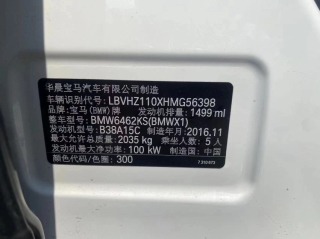 华晨宝马汽车有限公司制造
车辆识别代号: LBVHZ110XHMG56398
品牌: 宝马(BMW)牌 发动机排量: 1499 ml
整车型号: BMW6462KS(BMWX1)
发动机型号: B38A15C 制造年月: 2016.11
最大允许总质量: 2035 kg 乘坐人数: 5 人
发动机最大净功率: 100 kW 制造国: 中国
颜色代码/色圈: 300